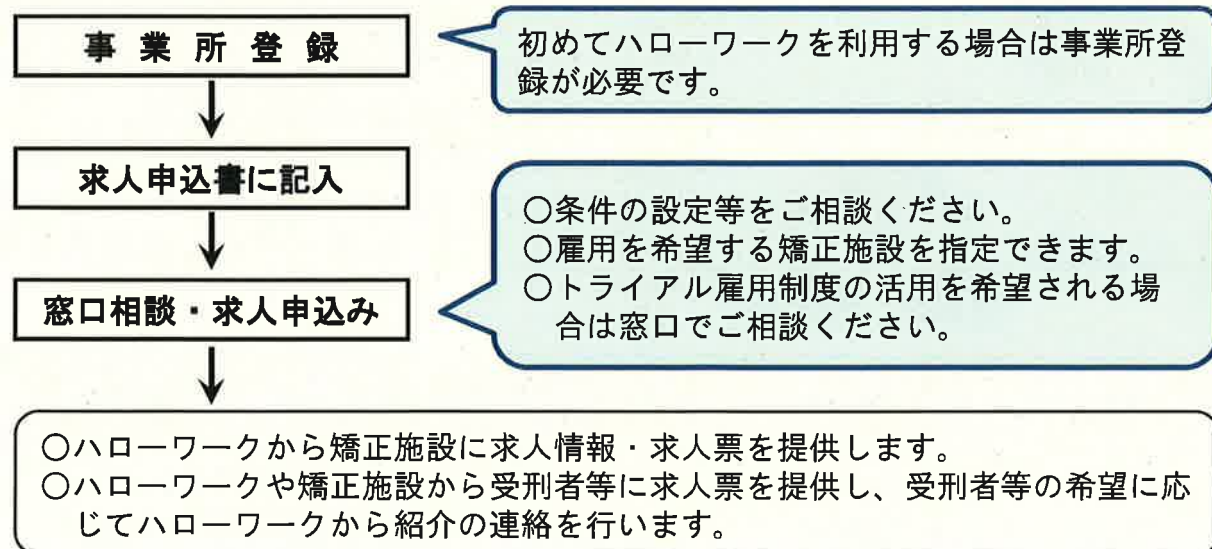 事業所登録
初めてハローワークを利用する場合は事業所登
録が必要です。
求人申込書に記入
窓口相談・求人申込み
○条件の設定等をご相談ください。
○雇用を希望する矯正施設を指定できます。
○トライアル雇用制度の活用を希望される場
合は窓口でご相談ください。
○ハローワークから矯正施設に求人情報・求人票を提供します。
○ハローワークや矯正施設から受刑者等に求人票を提供し、受刑者等の希望に応
じてハローワークから紹介の連絡を行います。